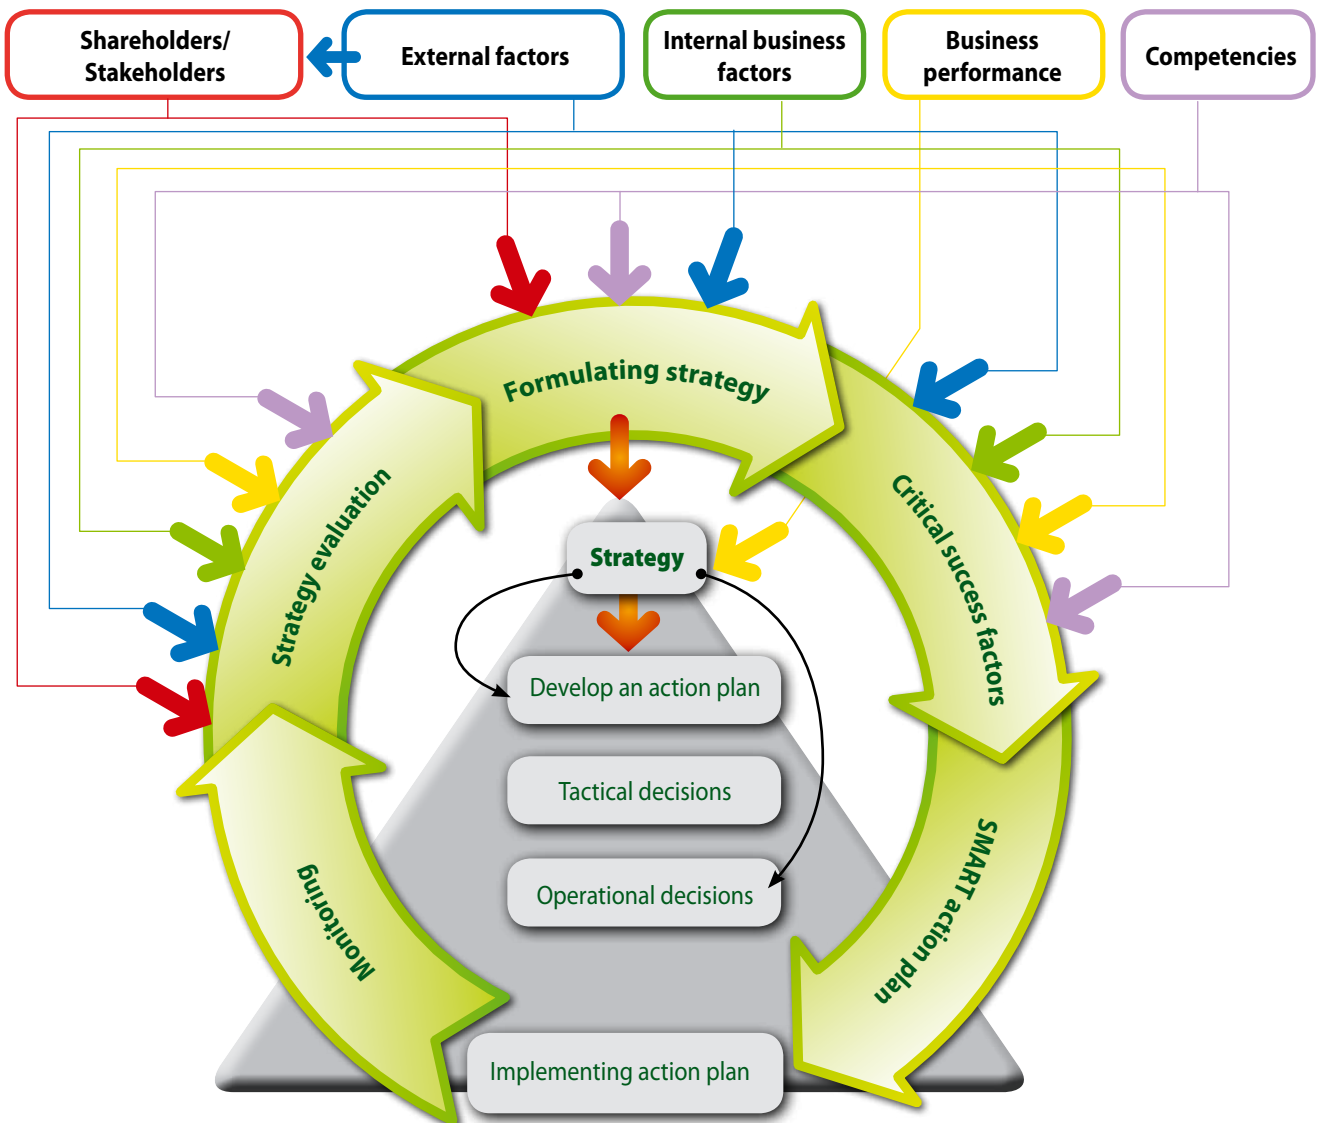 Shareholders/
Stakeholders
External factors
Internal business
factors
Business
performance
Competencies
Formulating strategy
Strategy evaluation
Critical success factors
Strategy
Develop an action plan
Tactical decisions
Operational decisions
SMART action plan
Monitoring
Implementing action plan